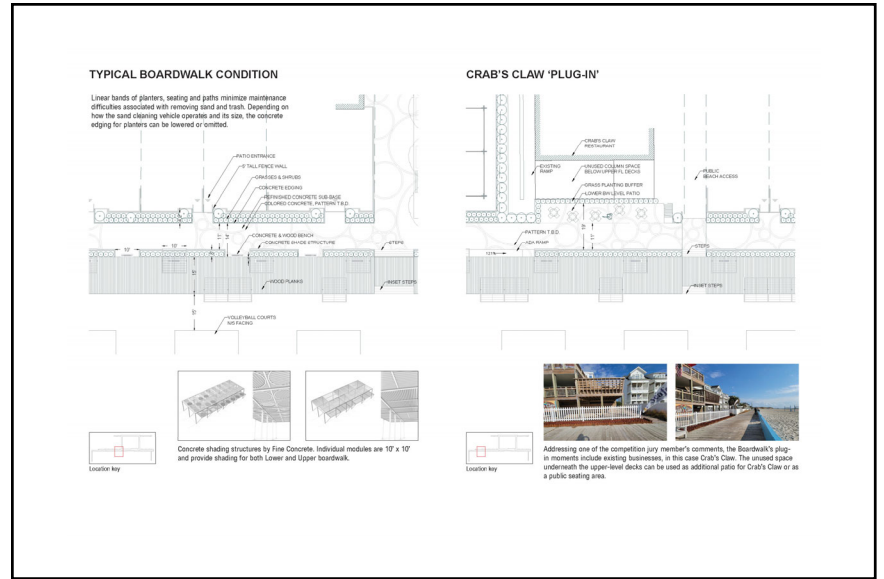 TYPICAL BOARDWALK CONDITION
Linear bands of planters, seating and paths minimize maintenance
difficulties associated with removing sand and trash. Depending on
how the sand cleaning vehicle operates and its size, the concrete
edging for planters can be lowered or omitted.
PATIO ENTRANCE
TALL FENCE WALL
GRASSES & SHRUBS
CONCRETE EDGING
REFINISHED CONCRETE SUB-BASE
COLORED CONCRETE, PATTERN T.B.D.
CONCRETE & WOOD BENCH
CONCRETE SHADE STRUCTURE
STEPS
10'
10'
11'
14'
WOOD PLANKS
INSET STEPS
15'
15'
VOLLEYBALL COURTS
N/S FACING
Concrete shading structures by Fine Concrete. Individual modules are 10' x 10'
and provide shading for both Lower and Upper boardwalk.
Location key
CRAB'S CLAW 'PLUG-IN'
CRAB'S CLAW
RESTAURANT
EXISTING
RAMP
UNUSED COLUMN SPACE
BELOW UPPER FL. DECKS
PUBLIC
BEACH ACCESS
GRASS PLANTING BUFFER
LOWER BW LEVEL PATIO
PATTERN T.B.D.
ADA RAMP
11'
STEPS
INSET STEPS
Addressing one of the competition jury member's comments, the Boardwalk's plug-
in moments include existing businesses, in this case Crab's Claw. The unused space
underneath the upper-level decks can be used as additional patio for Crab's Claw or as
a public seating area.
Location key